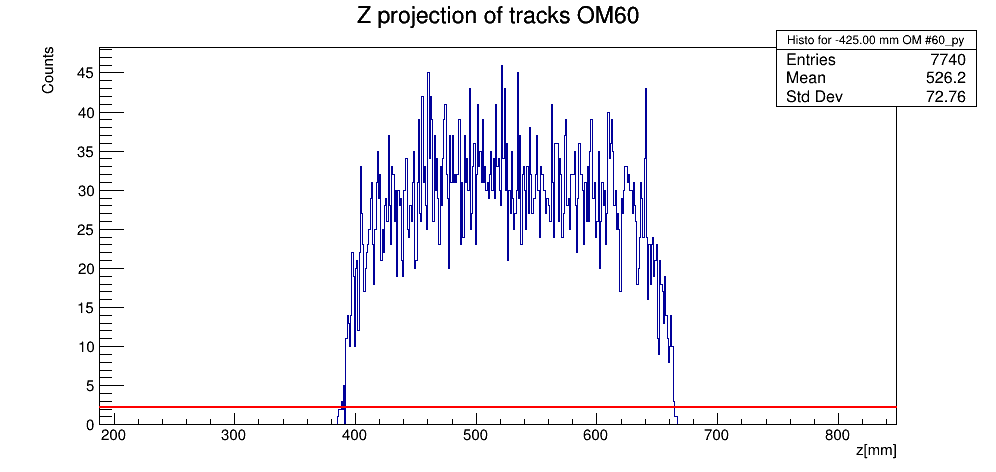 Z projection of tracks OM60
Histo for -425.00 mm OM #60_py
Entries 7740
Mean 526.2
Std Dev 72.76
Counts
45
40
35
30
25
20
15
10
5
0
200 300 400 500 600 700 800
z[mm]